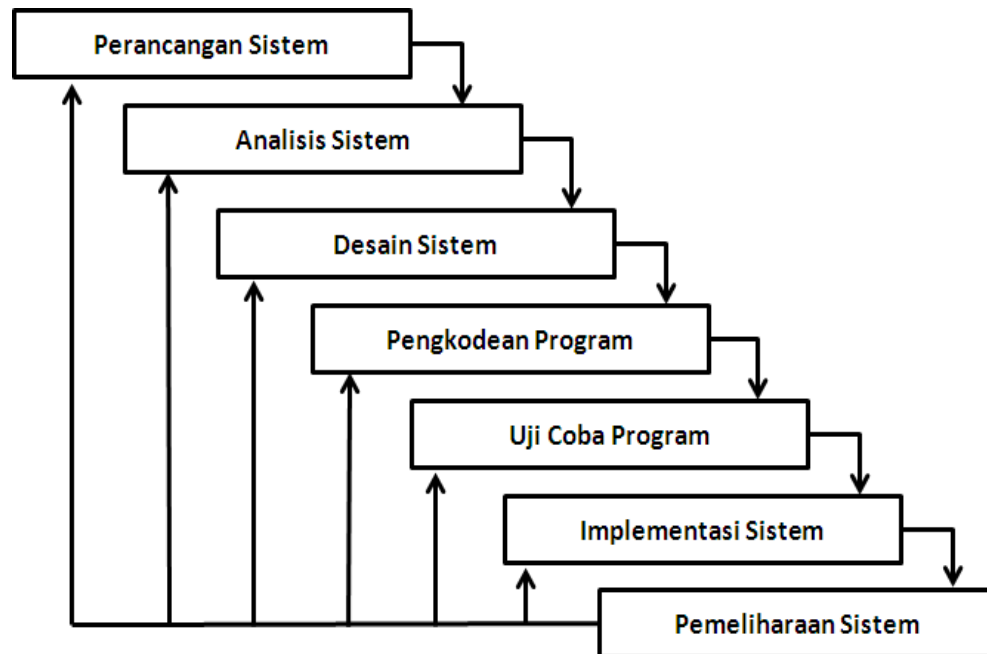 Perancangan Sistem
Analisis Sistem
Desain Sistem
Pengkodean Program
Uji Coba Program
Implementasi Sistem
Pemeliharaan Sistem